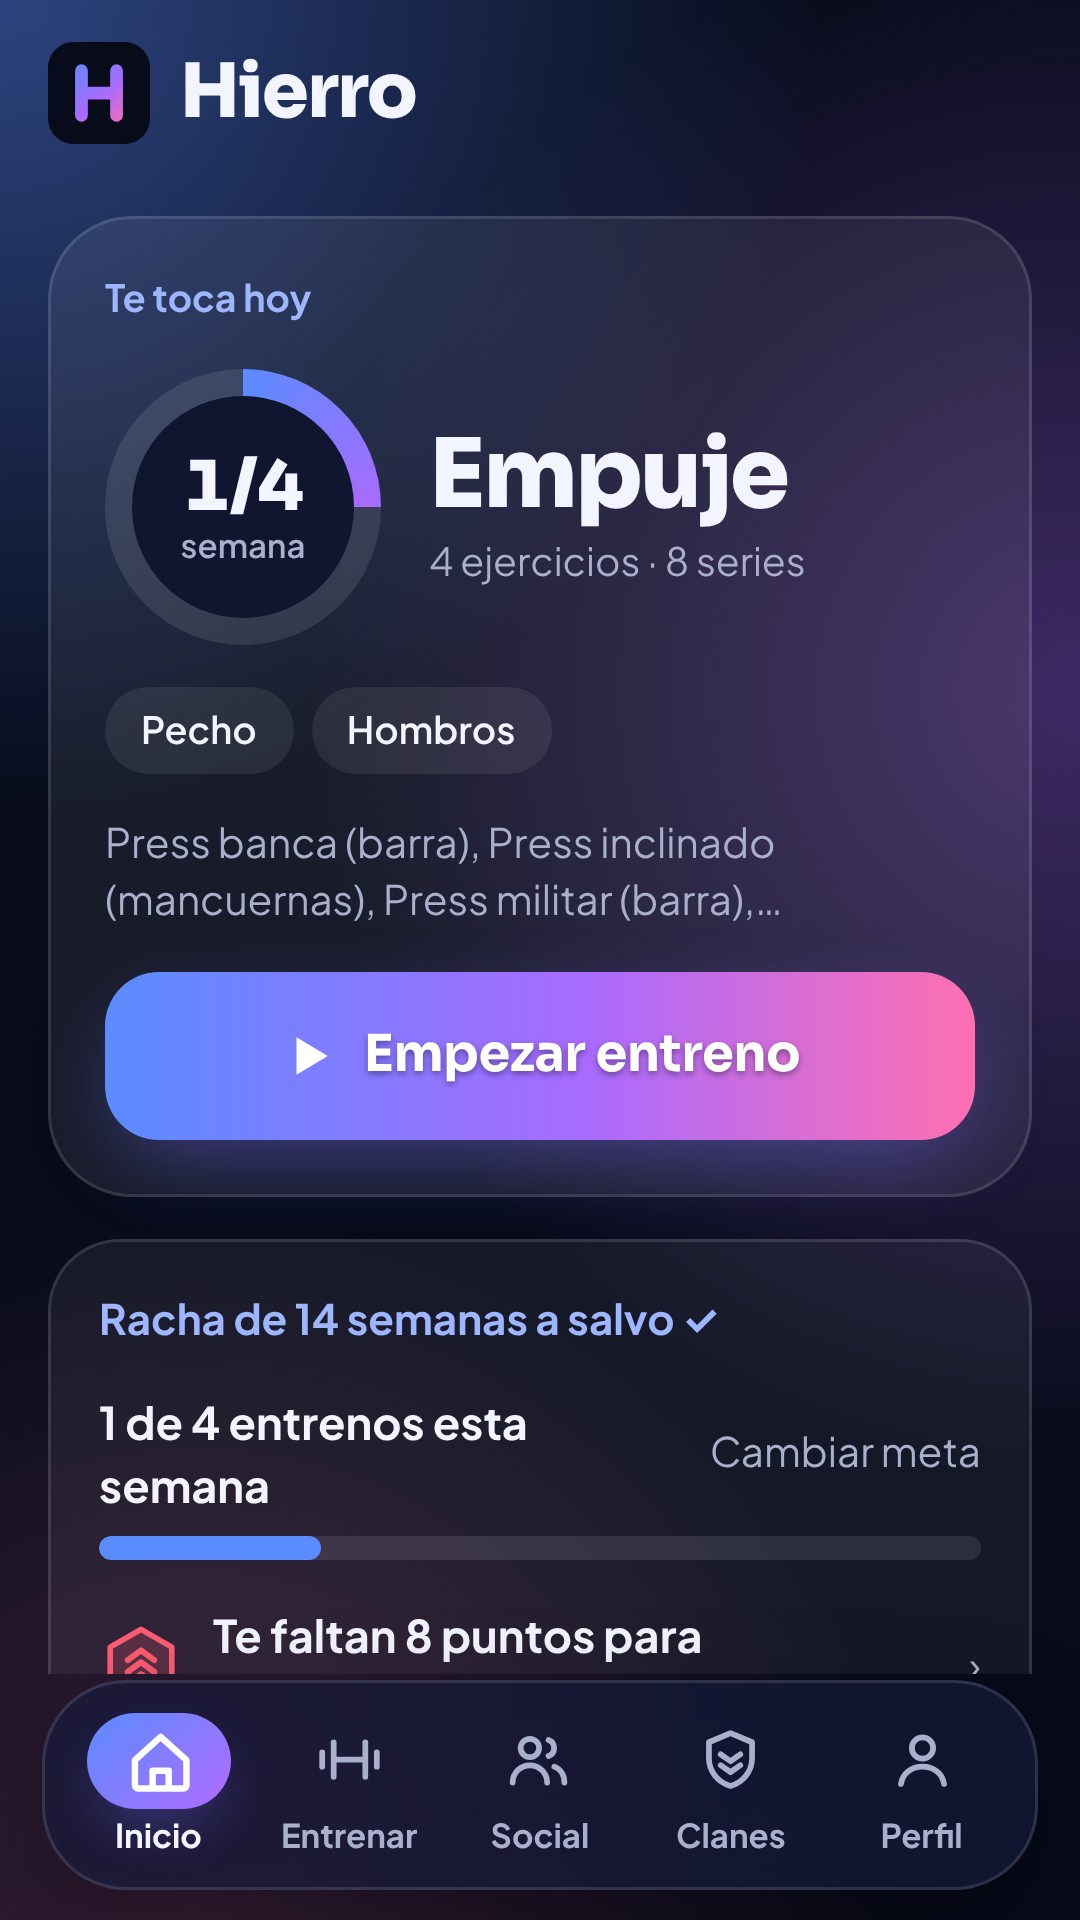 Hierro
Te toca hoy
1/4
semana
Empuje
4 ejercicios · 8 series
Pecho
Hombros
Press banca (barra), Press inclinado
(mancuernas), Press militar (barra),...
Empezar entreno
Racha de 14 semanas a salvo ✓
1 de 4 entrenos esta
semana
Cambiar meta
Te faltan 8 puntos para
Inicio
Entrenar
Social
Clanes
Perfil